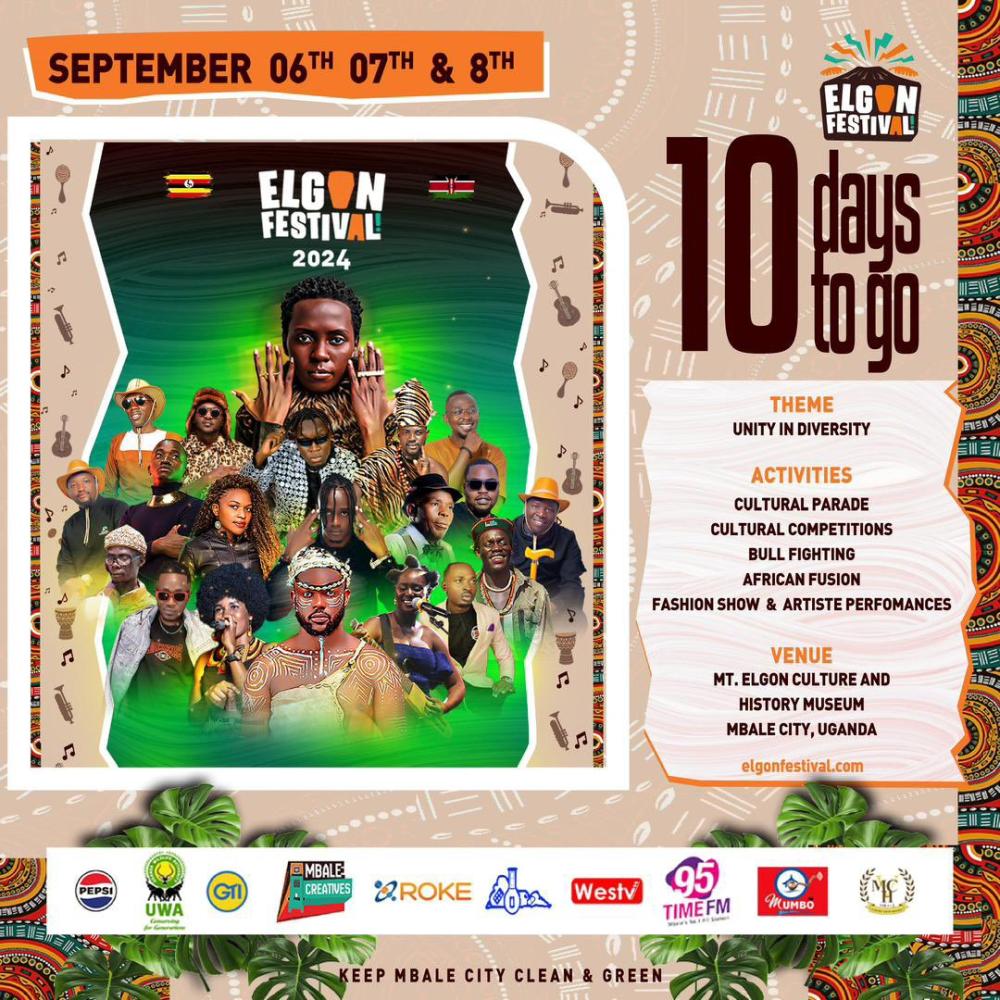 SEPTEMBER 06TH 07TH & 8TH
ELGON
FESTIVAL!
10 days
to go
ELGON
FESTIVAL!
2024
THEME
UNITY IN DIVERSITY
ACTIVITIES
CULTURAL PARADE
CULTURAL COMPETITIONS
BULL FIGHTING
AFRICAN FUSION
FASHION SHOW & ARTISTE PERFOMANCES
VENUE
MT. ELGON CULTURE AND
HISTORY MUSEUM
MBALE CITY, UGANDA
elgonfestival.com
PEPSI
UWA
Conserving
for Generations
GTI
MBALE
CREATIVES
ROKE
Westv
95
TIME FM
MUMBO
MCH
KEEP MBALE CITY CLEAN & GREEN